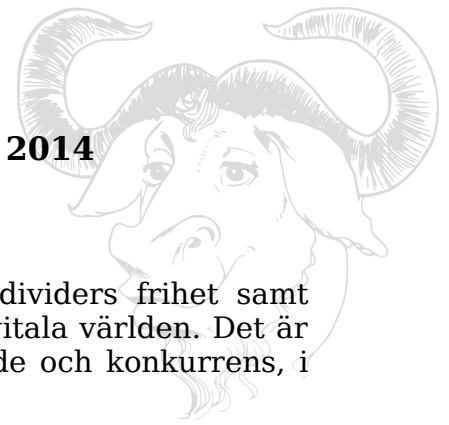 2014
dividers frihet samt
itala världen. Det är
de och konkurrens, i